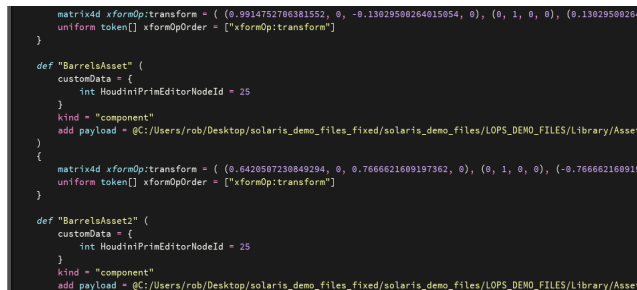 matrix4d xformOp:transform = ( (0.9914752706381552, 0, -0.13029500264015054, 0), (0, 1, 0, 0), (0.130295002640
uniform token[] xformOpOrder = ["xformOp:transform"]
}
def "BarrelsAsset" (
customData = {
int HoudiniPrimEditorNodeId = 25
}
kind = "component"
add payload = @C:/Users/rob/Desktop/solaris_demo_files_fixed/solaris_demo_files/LOPS_DEMO_FILES/Library/Asse
)
{
matrix4d xformOp:transform = ( (0.6420507230849294, 0, 0.7666621609197362, 0), (0, 1, 0, 0), (-0.76666216091
uniform token[] xformOpOrder = ["xformOp:transform"]
}
def "BarrelsAsset2" (
customData = {
int HoudiniPrimEditorNodeId = 25
}
kind = "component"
add payload = @C:/Users/rob/Desktop/solaris_demo_files_fixed/solaris_demo_files/LOPS_DEMO_FILES/Library/Asse